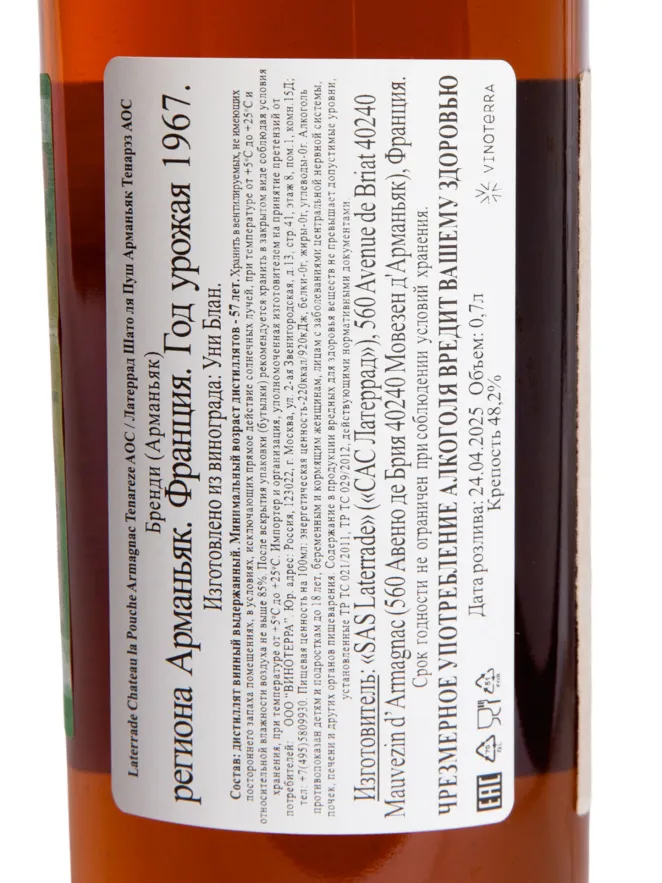 Laterrade Chateau la Pouche Armagnac Tenareze AOC / Латеррад Шато ля Пуш Арманьяк Тенарэз АОС
Бренди (Арманьяк)
региона Арманьяк. Франция. Год урожая 1967.
Изготовлено из винограда: Уни Блан.
Состав: дистиллят винный выдержанный. Минимальный возраст дистиллятов - 57 лет. Хранить в вентилируемых, не имеющих
постороннего запаха помещениях, в условиях, исключающих прямое действие солнечных лучей, при температуре от +5°С до +25°С и
относительной влажности воздуха не выше 85%. После вскрытия упаковки (бутылки) рекомендуется хранить в закрытом виде соблюдая условия
хранения, при температуре от +5°С до +25°С. Импортер и организация, уполномоченная изготовителем на принятие претензий от
потребителей: ООО "ВИНОТЕРРА" Юр. адрес: Россия, 123022, г. Москва, ул. 2-ая Звенигородская, д.13, стр 41, этаж 8, пом.1, комн.15Д;
тел: +7(495)5809930. Пищевая ценность на 100мл: энергетическая ценность-220ккал/920кДж, белки-0г, жиры-0г, углеводы-0г. Алкоголь
противопоказан детям и подросткам до 18 лет, беременным и кормящим женщинам, лицам с заболеваниями центральной нервной системы,
почек, печени и других органов пищеварения. Содержание в продукции вредных для здоровья веществ не превышает допустимые уровни,
установленные ТР ТС 021/2011, ТР ТС 029/2012, действующими нормативными документами
Изготовитель: «SAS Laterrade» («САС Латеррад»), 560 Avenue de Briat 40240
Mauvezin d’Armagnac (560 Авеню де Брия 40240 Мовезен д’Арманьяк), Франция.
Срок годности не ограничен при соблюдении условий хранения.
ЧРЕЗМЕРНОЕ УПОТРЕБЛЕНИЕ АЛКОГОЛЯ ВРЕДИТ ВАШЕМУ ЗДОРОВЬЮ
Дата розлива: 24.04.2025 Объем: 0,7л
Крепость 48,2%
VINOTERRA
EAC